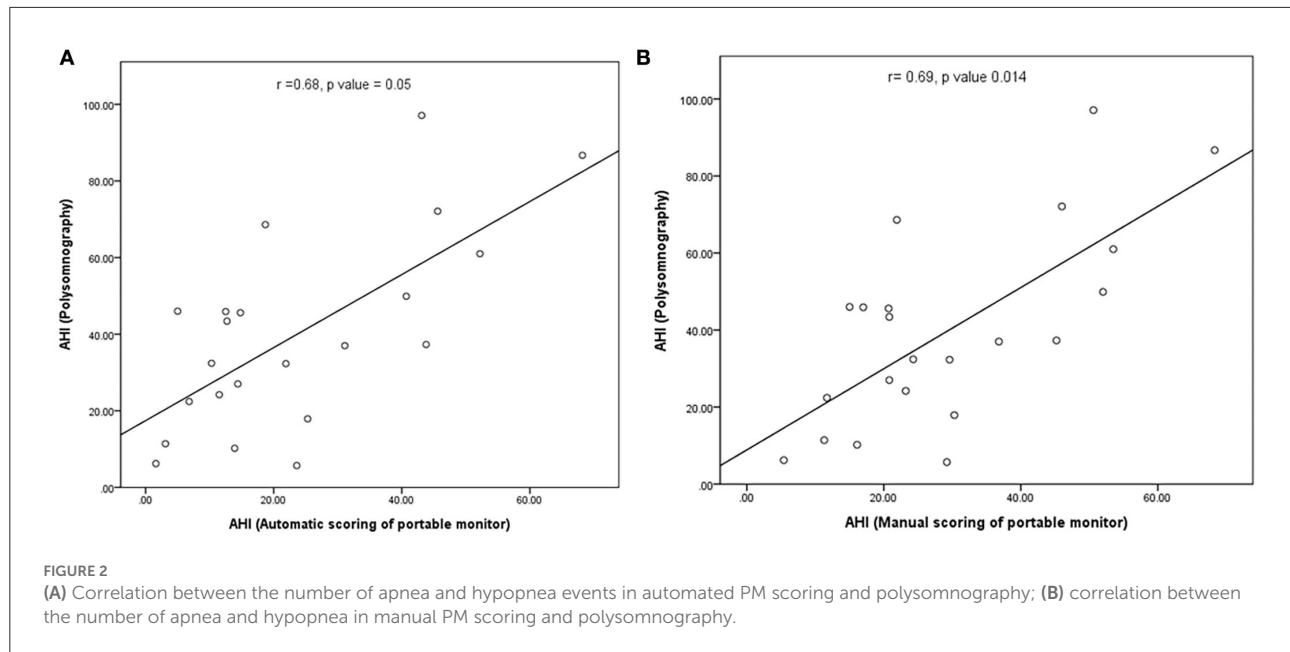 A
r =0.68, p value = 0.05
100.00
80.00
60.00
40.00
20.00
.00
AHI (Polysomnography)
.00 20.00 40.00 60.00
AHI (Automatic scoring of portable monitor)
B
r= 0.69, p value 0.014
100.00
80.00
60.00
40.00
20.00
.00
AHI (Polysomnography)
.00 20.00 40.00 60.00
AHI (Manual scoring of portable monitor)
FIGURE 2
(A) Correlation between the number of apnea and hypopnea events in automated PM scoring and polysomnography; (B) correlation between
the number of apnea and hypopnea in manual PM scoring and polysomnography.